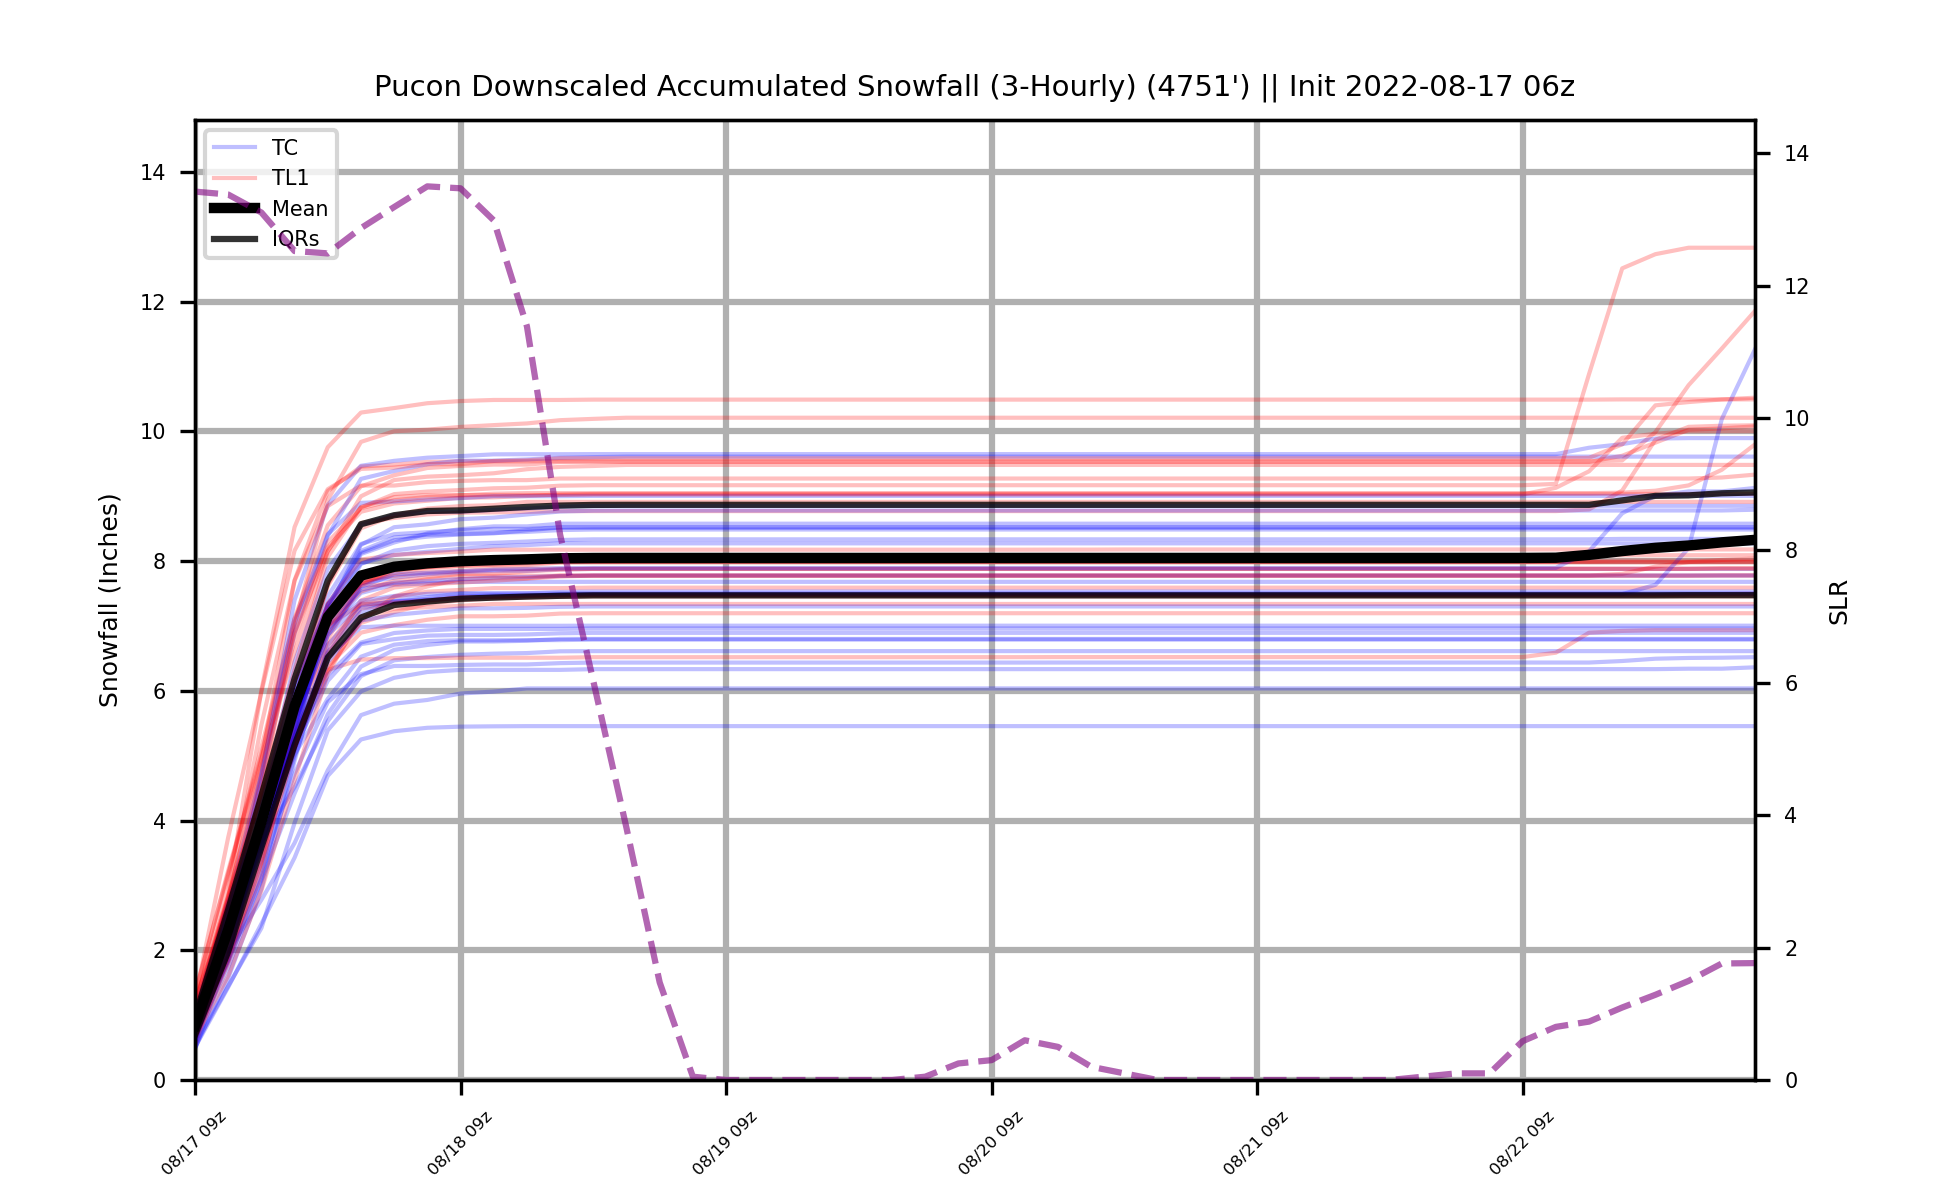 Pucon Downscaled Accumulated Snowfall (3-Hourly) (4751') || Init 2022-08-17 06z
TC
TL1
Mean
IQRs
Snowfall (Inches)
14
12
10
8
6
4
2
0
14
12
10
8
6
4
2
0
SLR
08/17 09z
08/18 09z
08/19 09z
08/20 09z
08/21 09z
08/22 09z